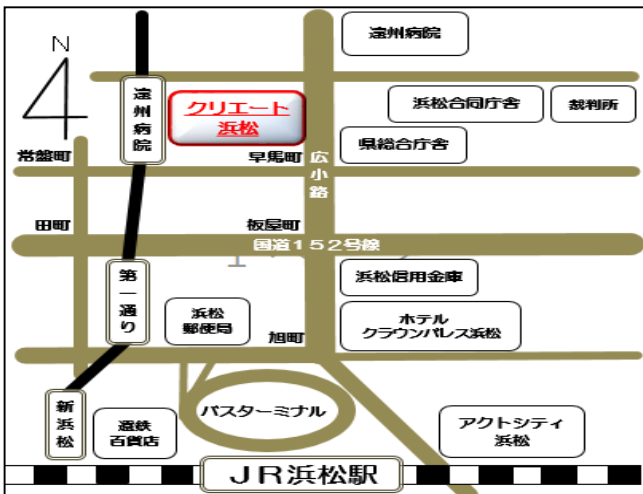 N
遠州病院
遠州病院
クリエート
浜松
浜松合同庁舎
裁判所
県総合庁舎
常盤町
早馬町
広小路
田町
板屋町
国道152号線
第一通り
浜松信用金庫
浜松
郵便局
旭町
ホテル
クラウンパレス浜松
新浜松
遠鉄
百貨店
バスターミナル
アクトシティ
浜松
JR浜松駅